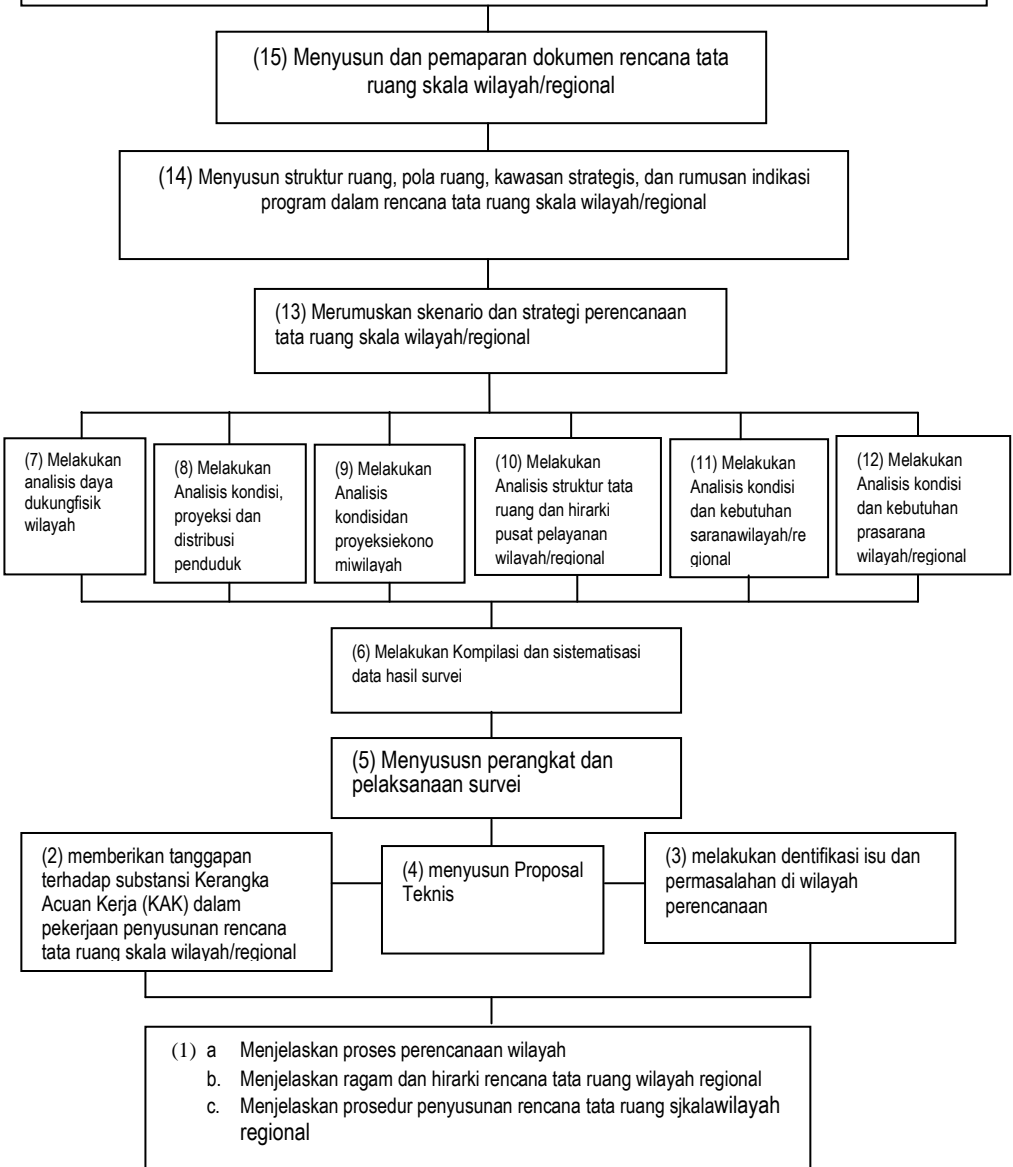 (15) Menyusun dan pemaparan dokumen rencana tata
ruang skala wilayah/regional
(14) Menyusun struktur ruang, pola ruang, kawasan strategis, dan rumusan indikasi
program dalam rencana tata ruang skala wilayah/regional
(13) Merumuskan skenario dan strategi perencanaan
tata ruang skala wilayah/regional
(7) Melakukan
analisis daya
dukungfisik
wilayah
(8) Melakukan
Analisis kondisi,
proyeksi dan
distribusi
penduduk
(9) Melakukan
Analisis
kondisidan
proyeksiekono
miwilayah
(10) Melakukan
Analisis struktur tata
ruang dan hirarki
pusat pelayanan
wilayah/regional
(11) Melakukan
Analisis kondisi
dan kebutuhan
saranawilayah/re
gional
(12) Melakukan
Analisis kondisi
dan kebutuhan
prasarana
wilayah/regional
(6) Melakukan Kompilasi dan sistematisasi
data hasil survei
(5) Menyususn perangkat dan
pelaksanaan survei
(2) memberikan tanggapan
terhadap substansi Kerangka
Acuan Kerja (KAK) dalam
pekerjaan penyusunan rencana
tata ruang skala wilayah/regional
(4) menyusun Proposal
Teknis
(3) melakukan dentifikasi isu dan
permasalahan di wilayah
perencanaan
(1) a Menjelaskan proses perencanaan wilayah
b. Menjelaskan ragam dan hirarki rencana tata ruang wilayah regional
c. Menjelaskan prosedur penyusunan rencana tata ruang sjkalawilayah
regional